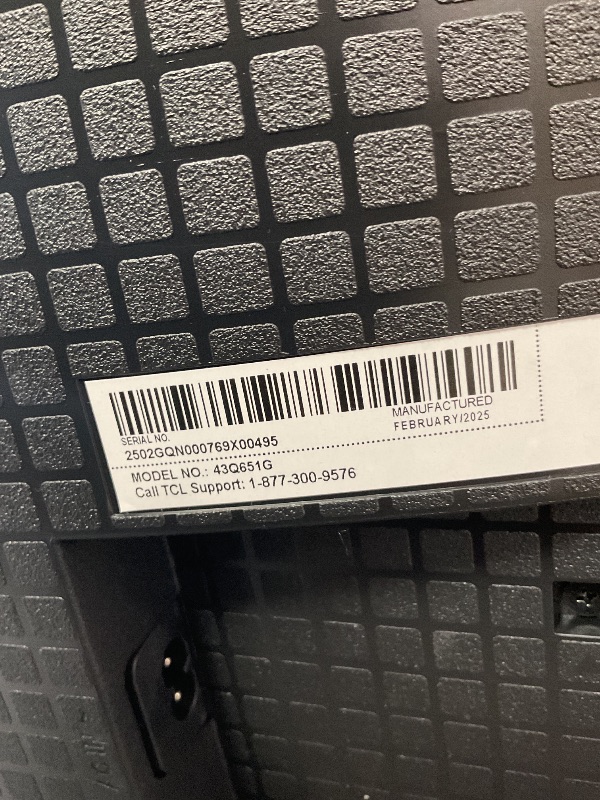 SERIAL NO.
2502GQN000769X00495
MANUFACTURED
FEBRUARY/2025
MODEL NO.: 43Q651G
Call TCL Support: 1-877-300-9576